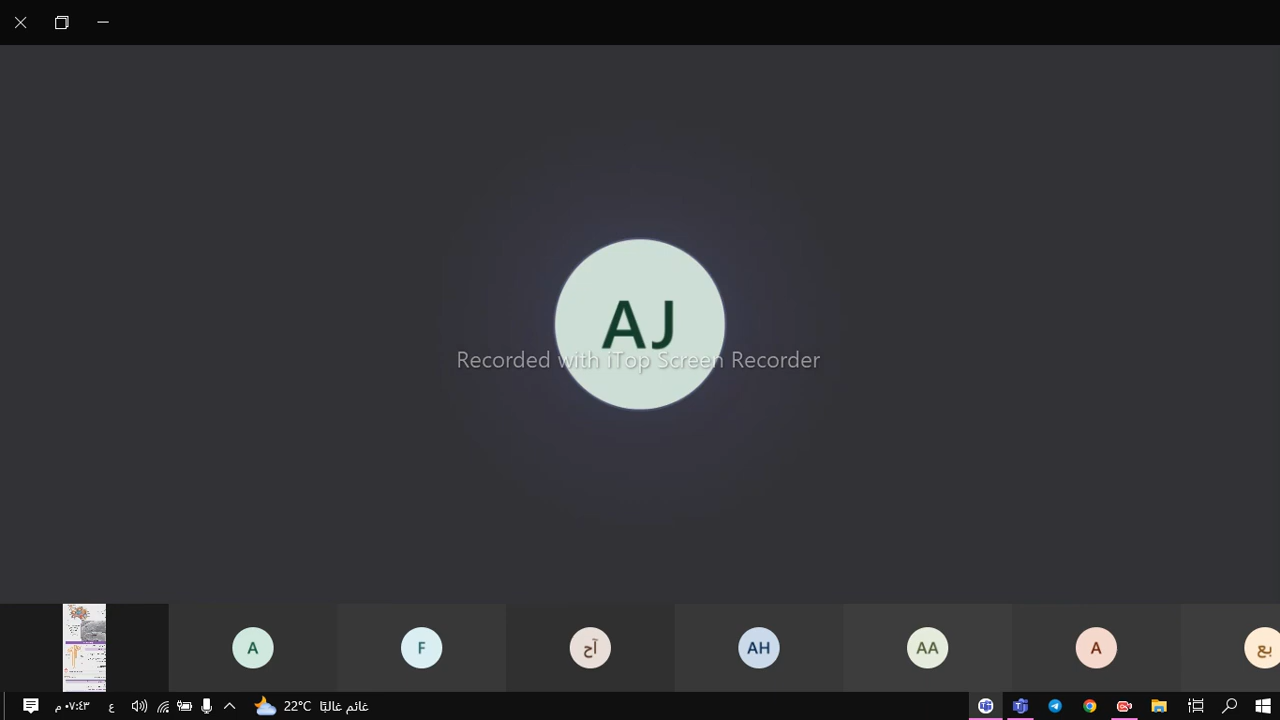 AJ
Recorded with iTop Screen Recorder
A
F
آح
AH
AA
A
بع
٠٧:٤٣ م
ع
22°C غائم غالبًا